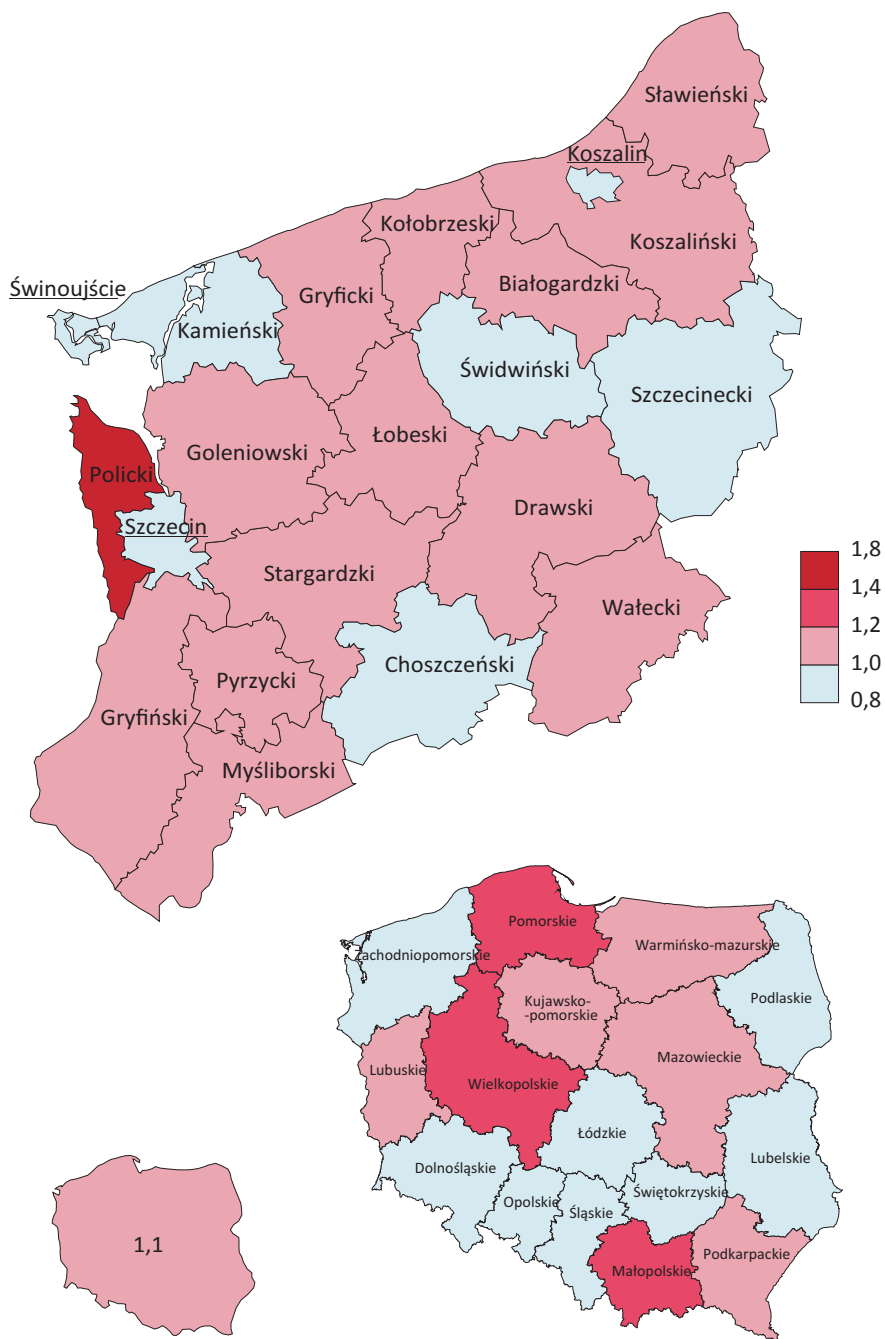 Sławieński
Koszalin
Kołobrzeski
Koszaliński
Białogardzki
Świnoujście
Gryficki
Kamieński
Świdwiński
Szczecinecki
Łobeski
Goleniowski
Policki
Drawski
Szczecin
Stargardzki
Wałecki
Choszczeński
Pyrzycki
Gryfiński
Myśliborski
1,8
1,4
1,2
1,0
0,8
Pomorskie
Warmińsko-mazurskie
Zachodniopomorskie
Podlaskie
Kujawsko-
-pomorskie
Mazowieckie
Lubuskie
Wielkopolskie
Łódzkie
Lubelskie
Dolnośląskie
Świętokrzyskie
Opolskie
Śląskie
Podkarpackie
Małopolskie
1,1